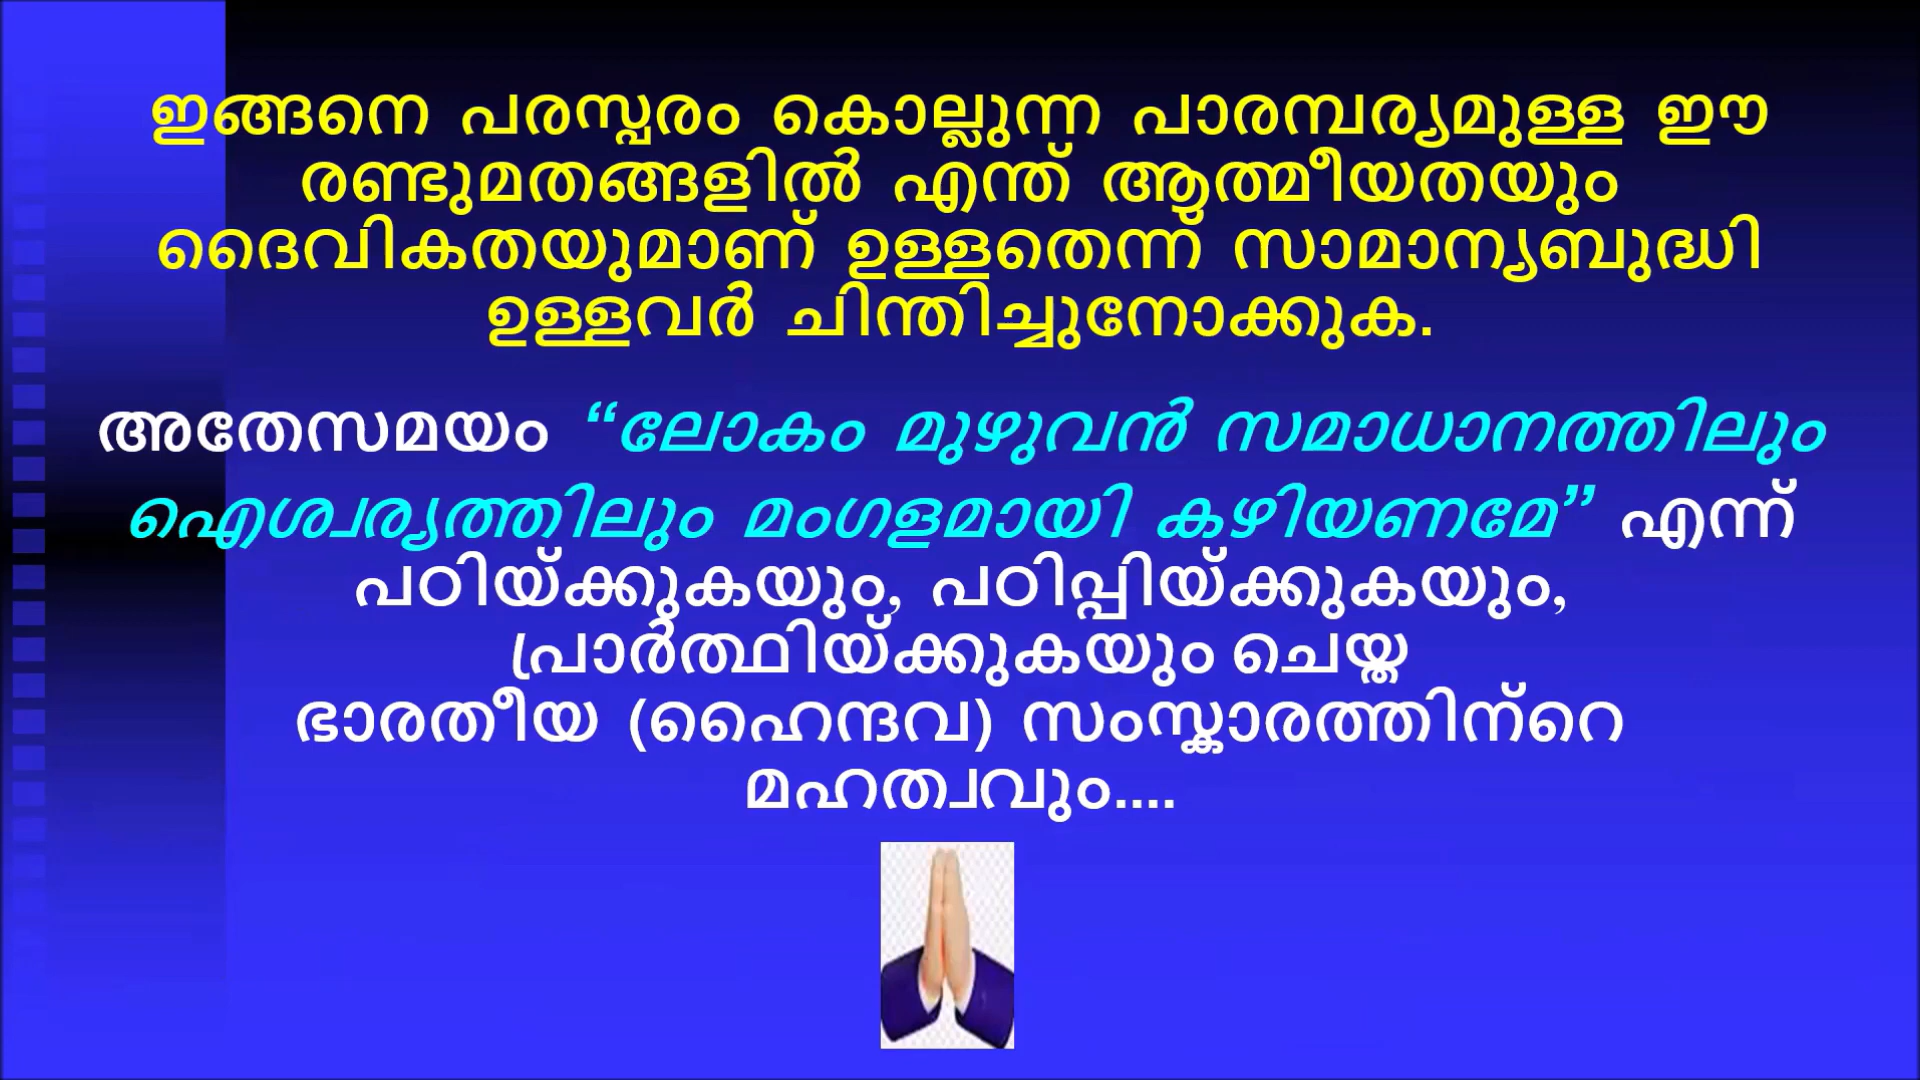 ഇങ്ങനെ പരസ്പരം കൊല്ലുന്ന പാരമ്പര്യമുള്ള ഈ
രണ്ടുമതങ്ങളിൽ എന്ത് ആത്മീയതയും
ദൈവികതയുമാണ് ഉള്ളതെന്ന് സാമാന്യബുദ്ധി
ഉള്ളവർ ചിന്തിച്ചുനോക്കുക.
അതേസമയം “ലോകം മുഴുവൻ സമാധാനത്തിലും
ഐശ്വര്യത്തിലും മംഗളമായി കഴിയണമേ” എന്ന്
പഠിയ്ക്കുകയും, പഠിപ്പിയ്ക്കുകയും,
പ്രാർത്ഥിയ്ക്കുകയും ചെയ്ത
ഭാരതീയ (ഹൈന്ദവ) സംസ്കാരത്തിന്റെ
മഹത്വവും....